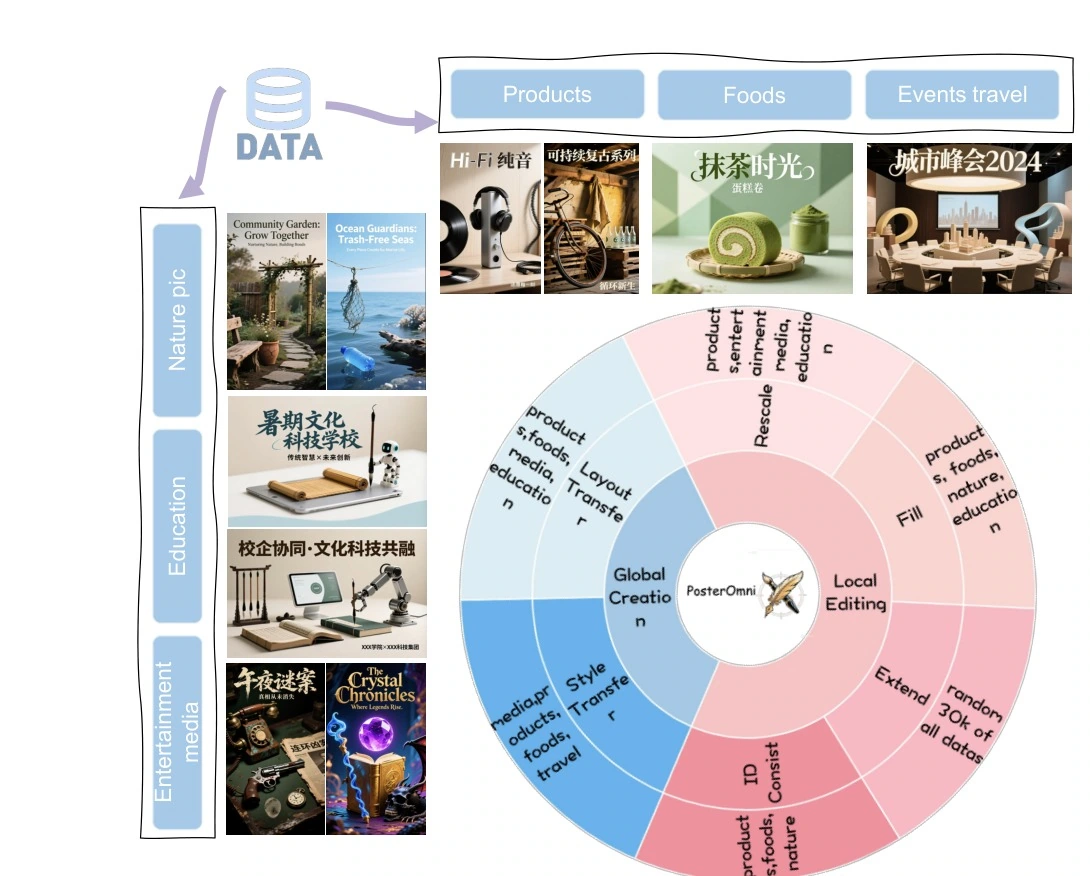 DATA
Products
Foods
Events travel
Hi-Fi 纯音
可持续复古系列
循环新生
抹茶时光
蛋糕卷
城市峰会2024
Nature pic
Education
Entertainment
media
Community Garden:
Grow Together
Nurturing Nature, Building Bonds
Ocean Guardians:
Trash-Free Seas
暑期文化
科技学校
传统智慧×未来创新
校企协同·文化科技共融
XXX学院×XXX科技集团
午夜谜案
真相从未消失
The
Crystal
Chronicles
Where Legends Rise.
product
s,entert
ainment
media,
educatio
n
Rescale
product
s, foods,
nature,
educatio
n
Fill
random
30k of
all datas
Extend
ID
Consist
product
s,foods,
nature
media,pr
oducts,
foods,
travel
Style
Transfe
r
product
s,foods,
media,
educatio
n
Layout
Transfe
r
Global
Creatio
n
Local
Editing
PosterOmni